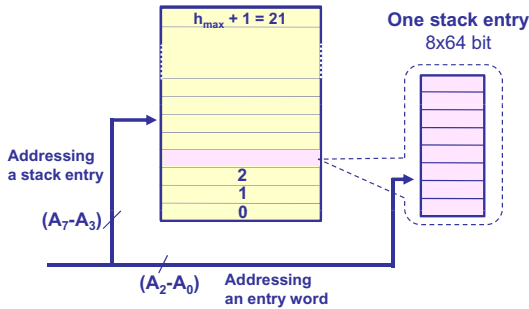 h_max + 1 = 21
One stack entry
8x64 bit
Addressing
a stack entry
2
1
0
(A7-A3)
(A2-A0)
Addressing
an entry word